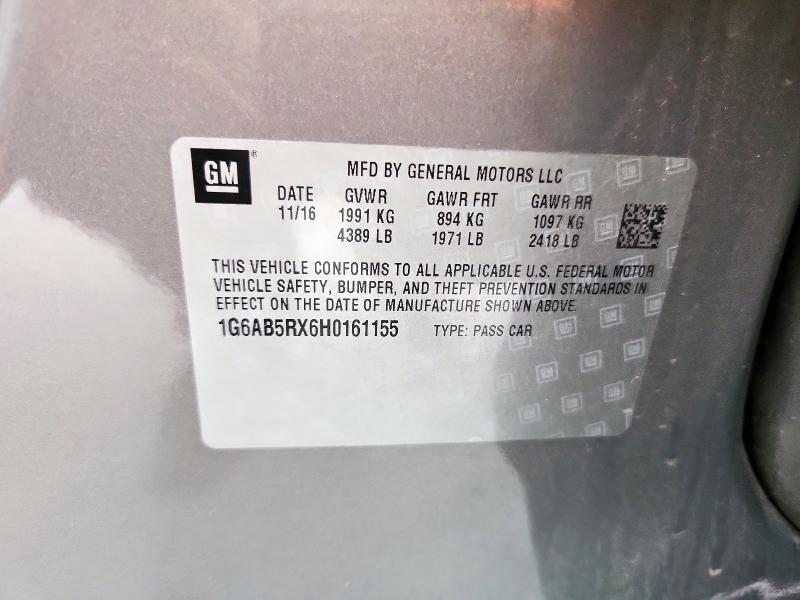 GM
MFD BY GENERAL MOTORS LLC
DATE GVWR GAWR FRT GAWR RR
11/16 1991 KG 894 KG 1097 KG
4389 LB 1971 LB 2418 LB
THIS VEHICLE CONFORMS TO ALL APPLICABLE U.S. FEDERAL MOTOR
VEHICLE SAFETY, BUMPER, AND THEFT PREVENTION STANDARDS IN
EFFECT ON THE DATE OF MANUFACTURE SHOWN ABOVE.
1G6AB5RX6H0161155 TYPE: PASS CAR